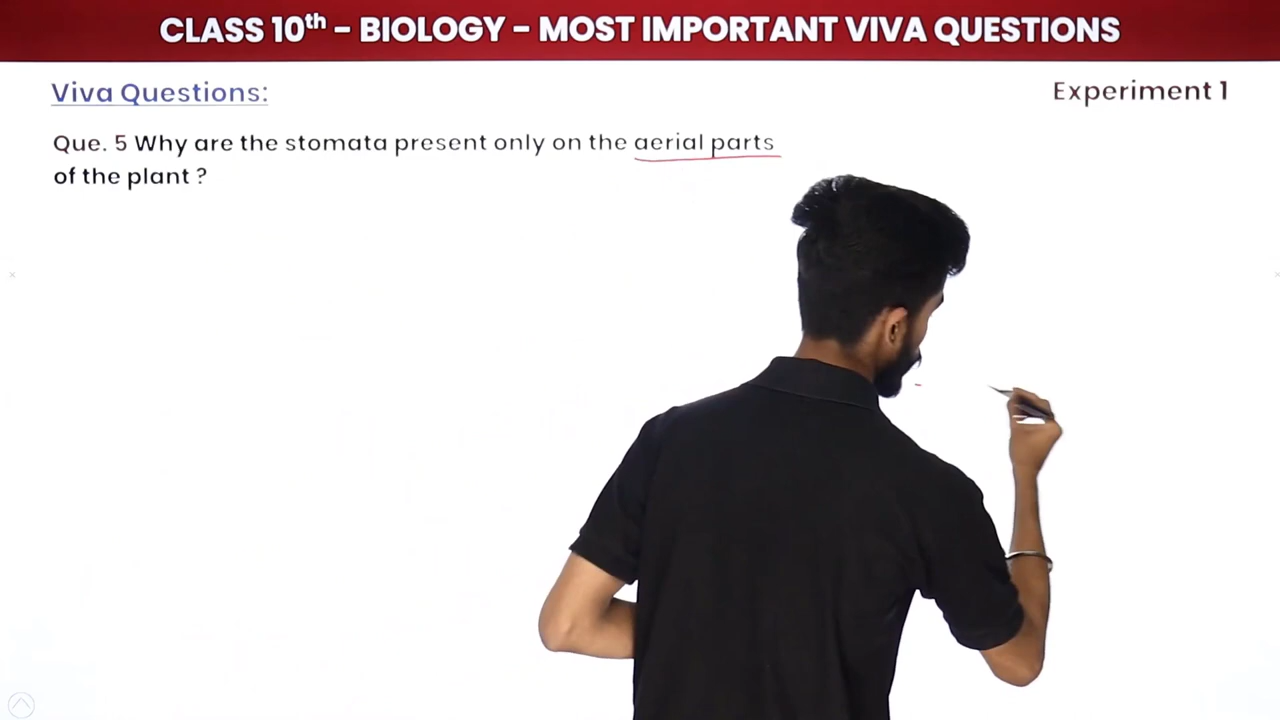 CLASS 10th - BIOLOGY - MOST IMPORTANT VIVA QUESTIONS
Viva Questions:
Experiment 1
Que. 5 Why are the stomata present only on the aerial parts
of the plant ?